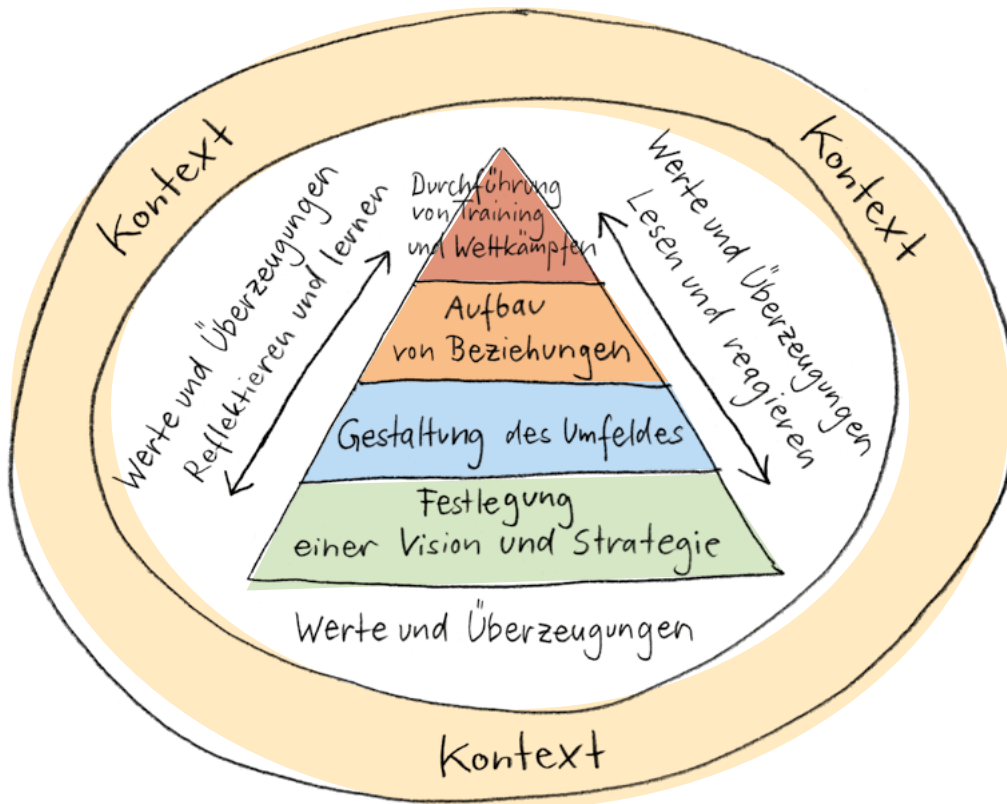 Kontext
Kontext
Werte und Überzeugungen
Reflektieren und lernen
Durchführung
von Training
und Wettkämpfen
Werte und Überzeugungen
Lesen und reagieren
Aufbau
von Beziehungen
Gestaltung des Umfeldes
Festlegung
einer Vision und Strategie
Werte und Überzeugungen
Kontext